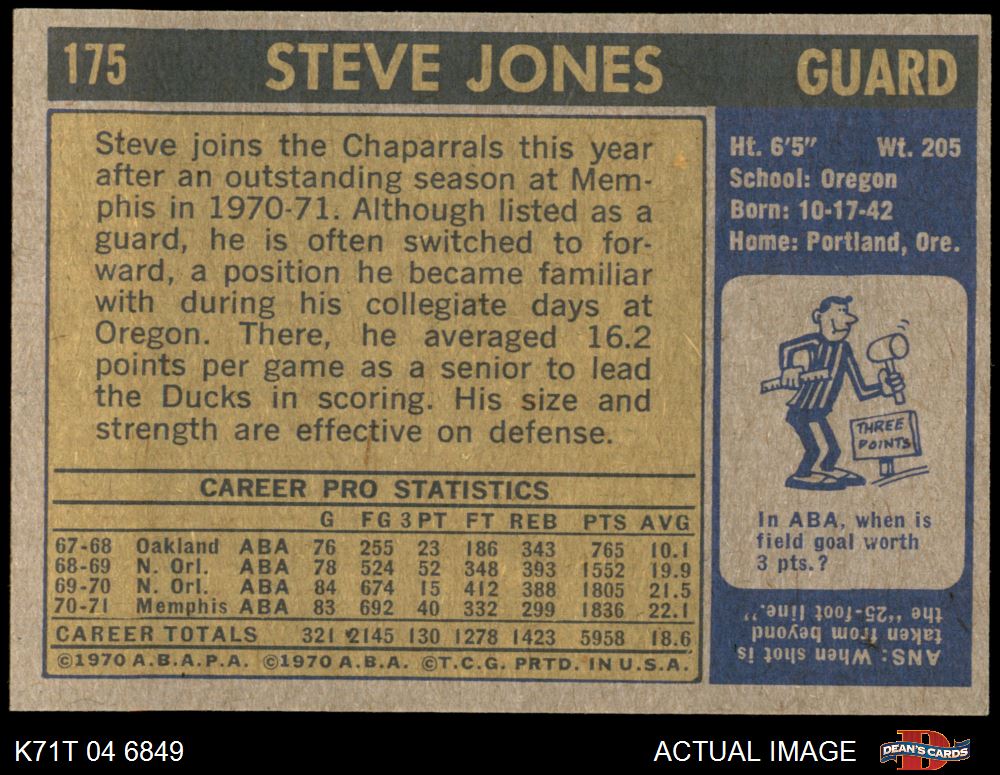 175 STEVE JONES GUARD
Steve joins the Chaparrals this year
after an outstanding season at Mem-
phis in 1970-71. Although listed as a
guard, he is often switched to for-
ward, a position he became familiar
with during his collegiate days at
Oregon. There, he averaged 16.2
points per game as a senior to lead
the Ducks in scoring. His size and
strength are effective on defense.
CAREER PRO STATISTICS
G FG 3 PT FT REB PTS AVG
67-68 Oakland ABA 76 255 23 186 343 765 10.1
68-69 N. Orl. ABA 78 524 52 348 393 1552 19.9
69-70 N. Orl. ABA 84 674 15 412 388 1805 21.5
70-71 Memphis ABA 83 692 40 332 299 1836 22.1
CAREER TOTALS 321 2145 130 1278 1423 5958 18.6
©1970 A.B.A.P.A. ©1970 A.B.A. ©T.C.G. PRTD. IN U.S.A.
Ht. 6'5" Wt. 205
School: Oregon
Born: 10-17-42
Home: Portland, Ore.
THREE
POINTS
In ABA, when is
field goal worth
3 pts.?
ANS: When shot is
taken from beyond
the "25-foot line."
K71T 04 6849 ACTUAL IMAGE DEAN'S CARDS